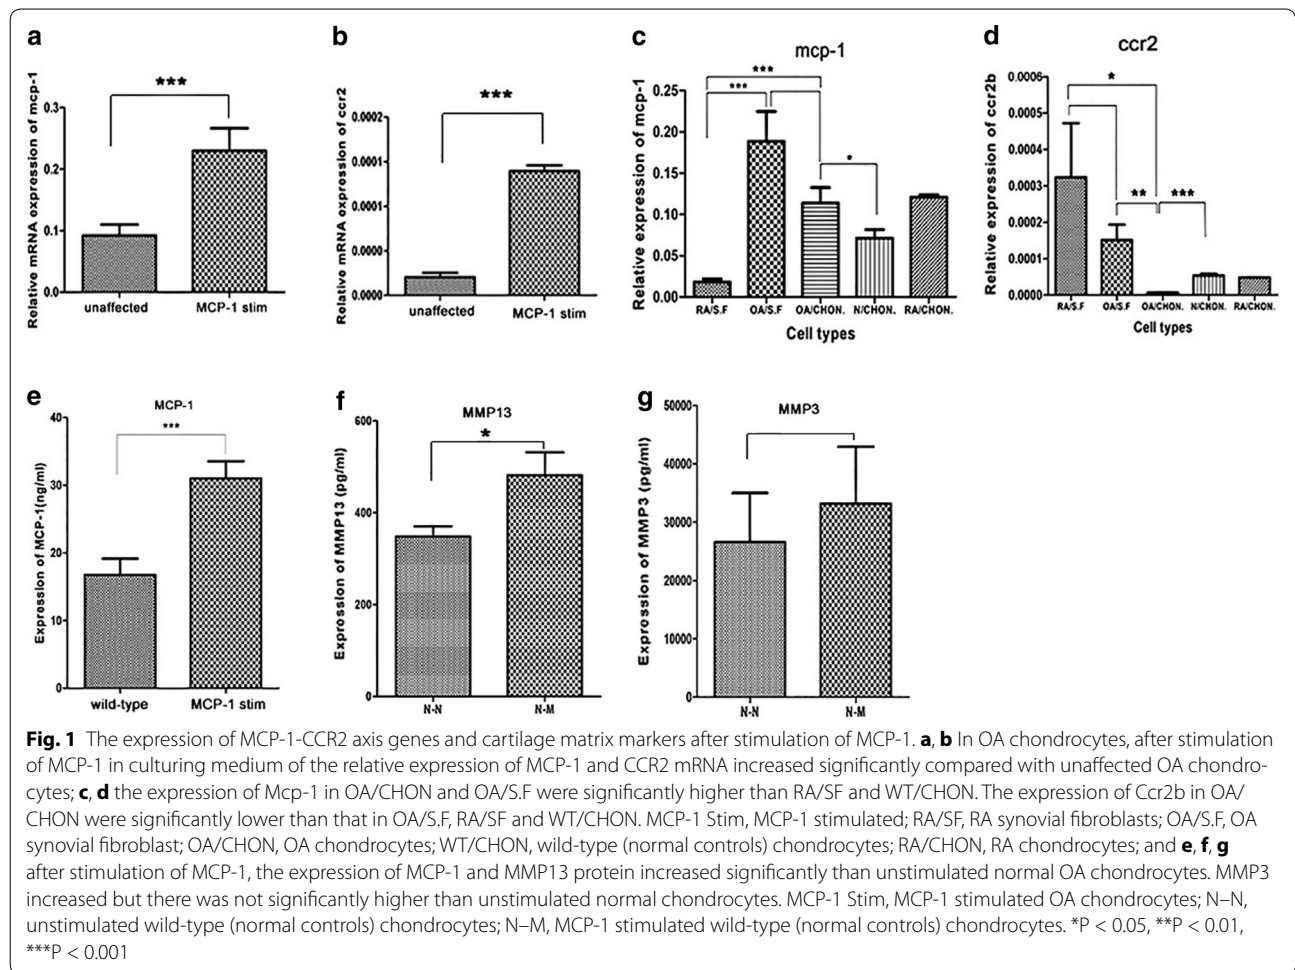 a
Relative mRNA expression of mcp-1
0.3
0.2
0.1
0.0
***
unaffected
MCP-1 stim
b
Relative mRNA expression of ccr2
0.0002
0.0001
0.0001
0.0000
0.0000
***
unaffected
MCP-1 stim
c
mcp-1
Relative expression of mcp-1
0.25
0.20
0.15
0.10
0.05
0.00
***
***
*
RA/S.F
OA/S.F
OA/CHON.
N/CHON.
RA/CHON.
Cell types
d
ccr2
Relative expression of ccr2b
0.0006
0.0005
0.0004
0.0003
0.0002
0.0001
0.0000
*
**
***
RA/S.F
OA/S.F
OA/CHON.
N/CHON.
RA/CHON.
Cell types
e
MCP-1
Expression of MCP-1(ng/ml)
40
30
20
10
0
***
wild-type
MCP-1 stim
f
MMP13
Expression of MMP13 (pg/ml)
600
400
200
0
*
N-N
N-M
g
MMP3
Expression of MMP3 (pg/ml)
50000
40000
30000
20000
10000
0
N-N
N-M
Fig. 1 The expression of MCP-1-CCR2 axis genes and cartilage matrix markers after stimulation of MCP-1. a, b In OA chondrocytes, after stimulation
of MCP-1 in culturing medium of the relative expression of MCP-1 and CCR2 mRNA increased significantly compared with unaffected OA chondro-
cytes; c, d the expression of Mcp-1 in OA/CHON and OA/S.F were significantly higher than RA/SF and WT/CHON. The expression of Ccr2b in OA/
CHON were significantly lower than that in OA/S.F, RA/SF and WT/CHON. MCP-1 Stim, MCP-1 stimulated; RA/SF, RA synovial fibroblasts; OA/S.F, OA
synovial fibroblast; OA/CHON, OA chondrocytes; WT/CHON, wild-type (normal controls) chondrocytes; RA/CHON, RA chondrocytes; and e, f, g
after stimulation of MCP-1, the expression of MCP-1 and MMP13 protein increased significantly than unstimulated normal OA chondrocytes. MMP3
increased but there was not significantly higher than unstimulated normal chondrocytes. MCP-1 Stim, MCP-1 stimulated OA chondrocytes; N–N,
unstimulated wild-type (normal controls) chondrocytes; N–M, MCP-1 stimulated wild-type (normal controls) chondrocytes. *P < 0.05, **P < 0.01,
***P < 0.001